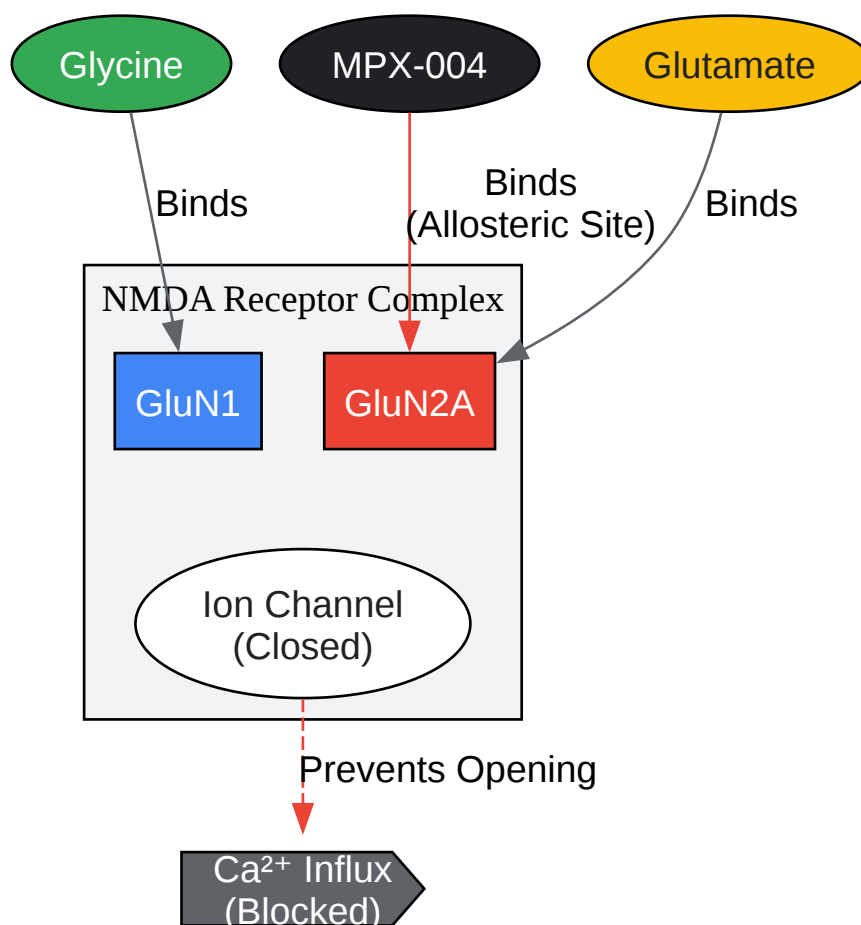 Glycine
MPX-004
Glutamate
Binds
Binds
(Allosteric Site)
Binds
NMDA Receptor Complex
GluN1
GluN2A
Ion Channel
(Closed)
Prevents Opening
Ca²⁺ Influx
(Blocked)